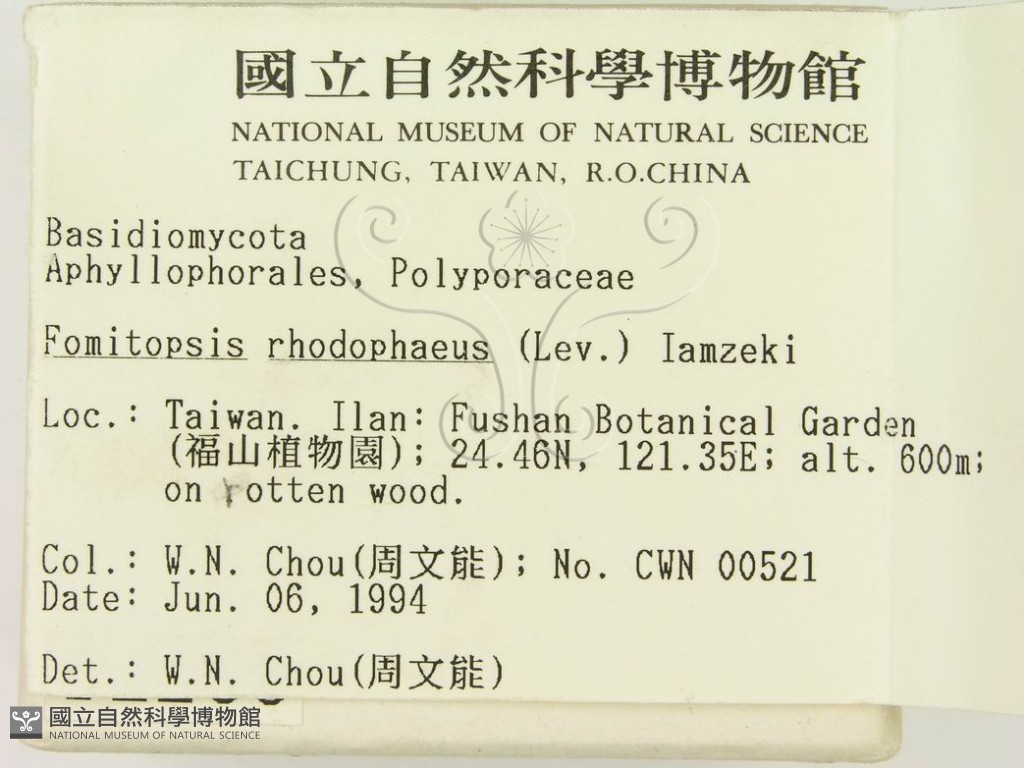 國立自然科學博物館
NATIONAL MUSEUM OF NATURAL SCIENCE
TAICHUNG, TAIWAN, R.O.CHINA
Basidiomycota
Aphyllophorales, Polyporaceae
Fomitopsis rhodophaeus (Lev.) Iamzeki
Loc.: Taiwan. Ilan: Fushan Botanical Garden
(福山植物園); 24.46N, 121.35E; alt. 600m;
on rotten wood.
Col.: W.N. Chou(周文能); No. CWN 00521
Date: Jun. 06, 1994
Det.: W.N. Chou(周文能)
國立自然科學博物館
NATIONAL MUSEUM OF NATURAL SCIENCE